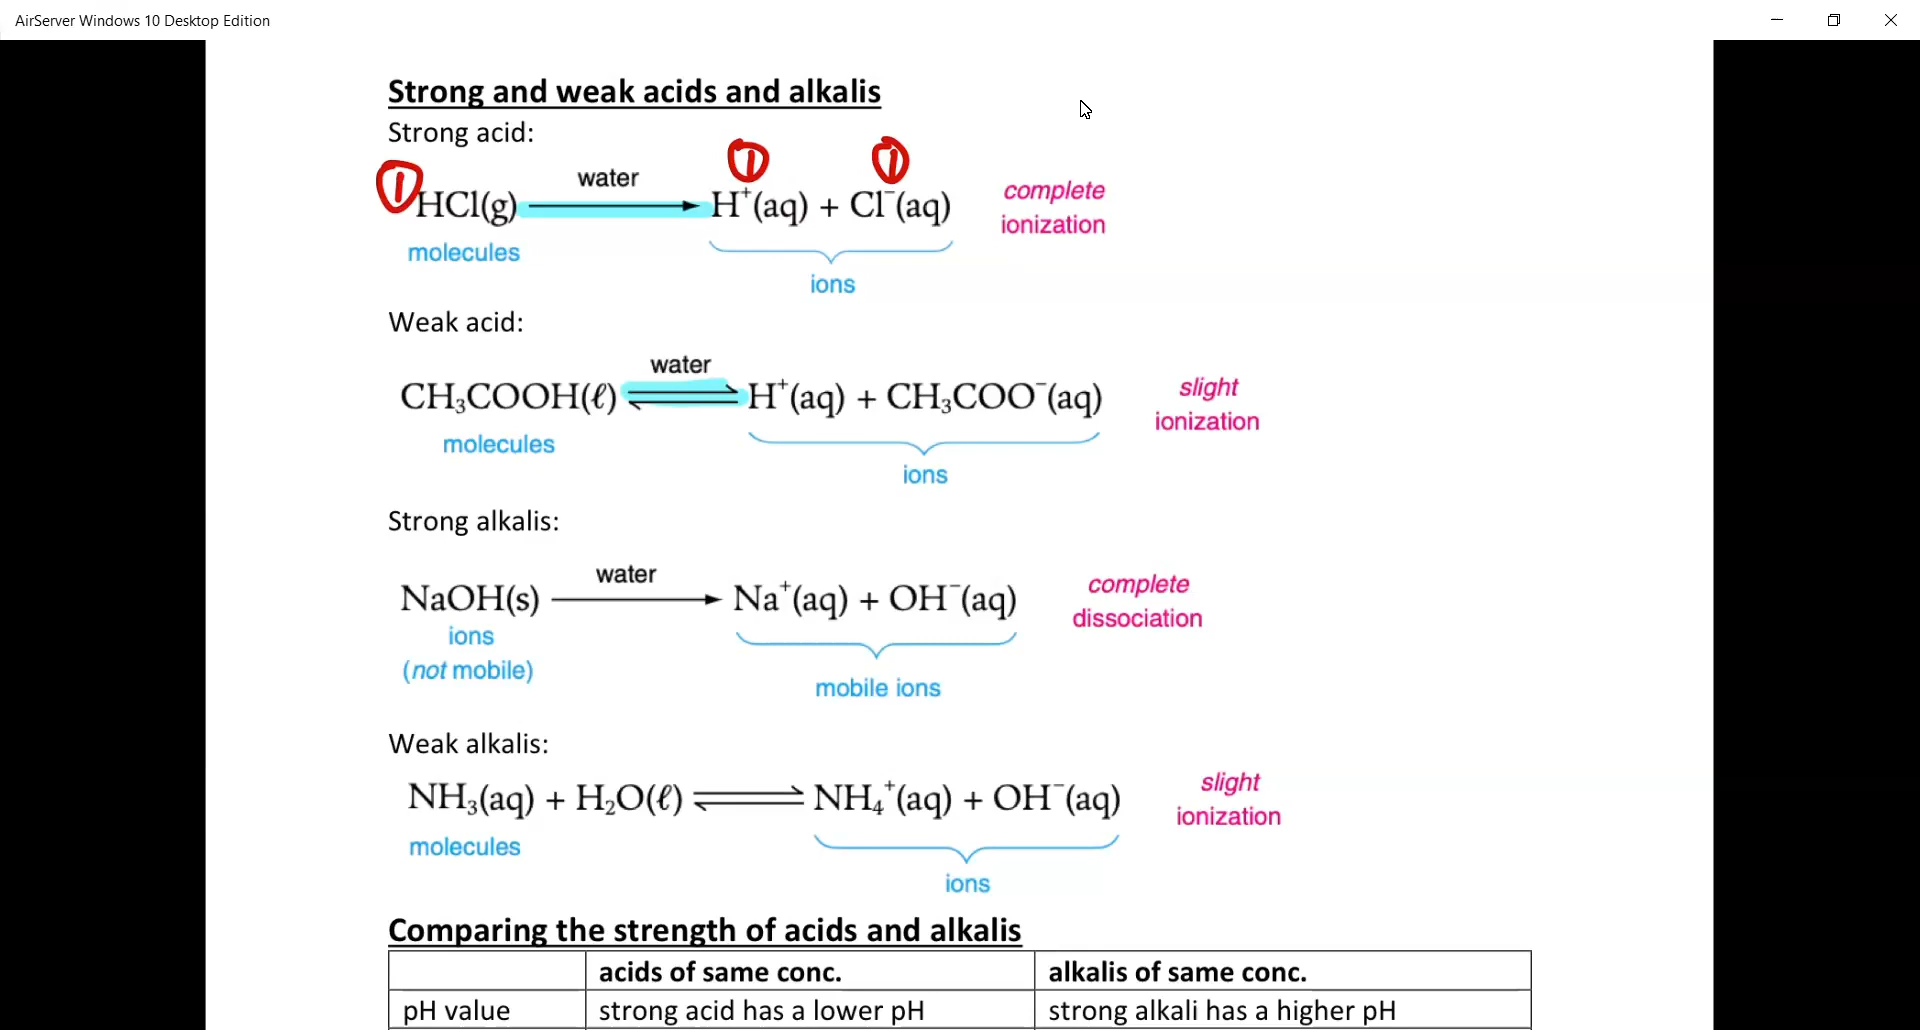 AirServer Windows 10 Desktop Edition
Strong and weak acids and alkalis
Strong acid:
① ① ①
water
HCl(g) ⟶ H⁺(aq) + Cl⁻(aq) complete
ionization
molecules
ions
Weak acid:
water
CH₃COOH(ℓ) ⇌ H⁺(aq) + CH₃COO⁻(aq) slight
ionization
molecules
ions
Strong alkalis:
water
NaOH(s) ⟶ Na⁺(aq) + OH⁻(aq) complete
dissociation
ions
(not mobile)
mobile ions
Weak alkalis:
NH₃(aq) + H₂O(ℓ) ⇌ NH₄⁺(aq) + OH⁻(aq) slight
ionization
molecules
ions
Comparing the strength of acids and alkalis
acids of same conc. alkalis of same conc.
pH value strong acid has a lower pH strong alkali has a higher pH